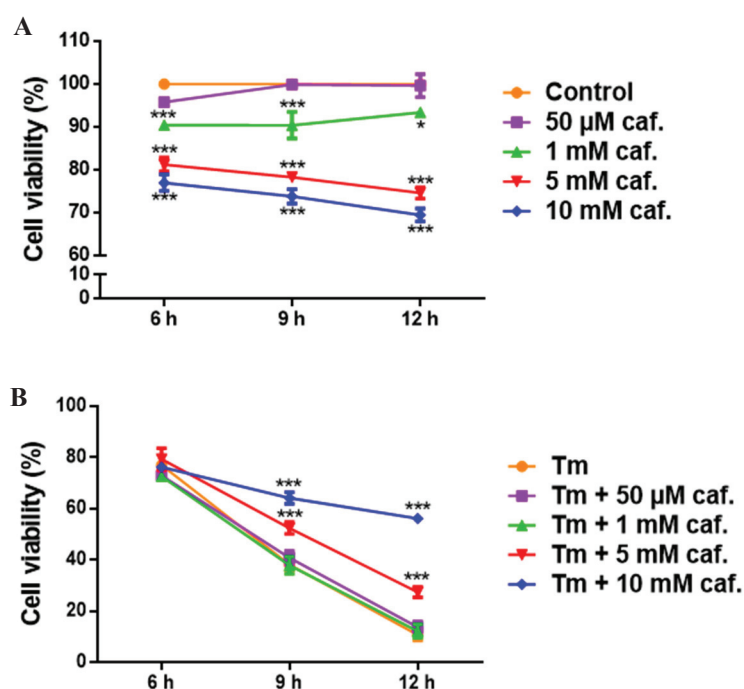 A
Cell viability (%)
110
100
90
80
70
60
10
0
***
***
*
***
***
***
***
***
***
6 h
9 h
12 h
Control
50 µM caf.
1 mM caf.
5 mM caf.
10 mM caf.
B
Cell viability (%)
100
80
60
40
20
0
***
***
***
***
6 h
9 h
12 h
Tm
Tm + 50 µM caf.
Tm + 1 mM caf.
Tm + 5 mM caf.
Tm + 10 mM caf.